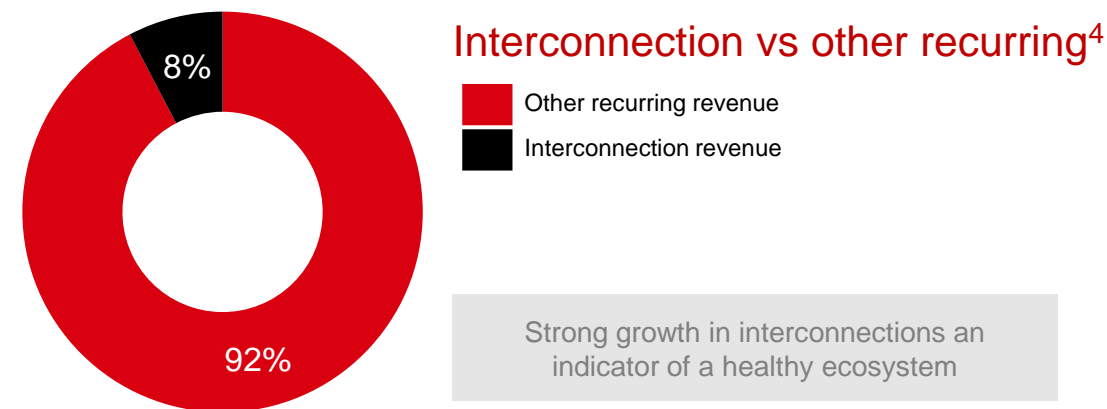 8%
92%
Interconnection vs other recurring4
Other recurring revenue
Interconnection revenue
Strong growth in interconnections an
indicator of a healthy ecosystem